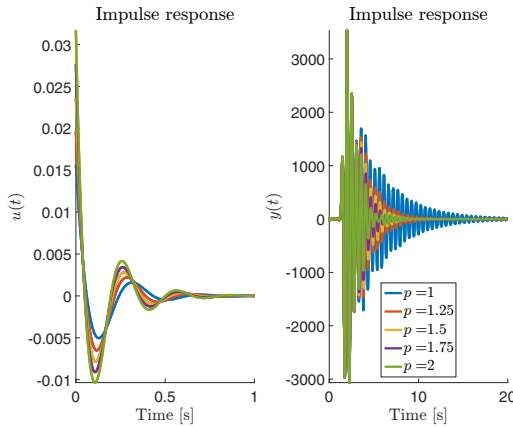 Impulse response
0.03
0.025
0.02
0.015
0.01
0.005
0
-0.005
-0.01
u(t)
0
0.5
1
Time [s]
Impulse response
3000
2000
1000
0
-1000
-2000
-3000
y(t)
p = 1
p = 1.25
p = 1.5
p = 1.75
p = 2
0
5
10
15
20
Time [s]